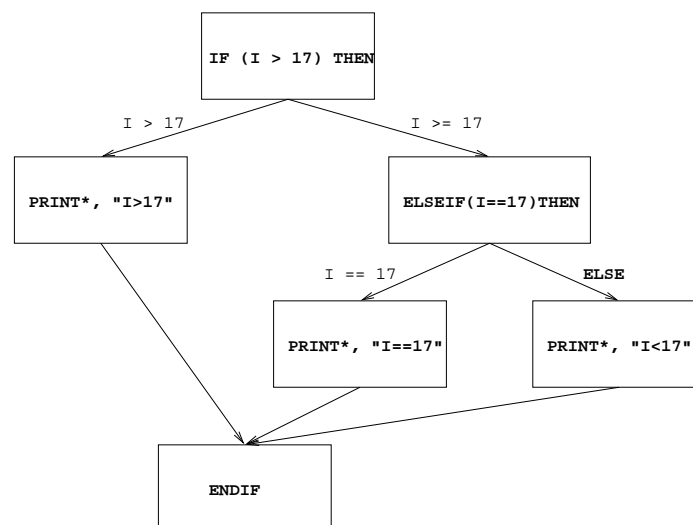 IF (I > 17) THEN
I > 17
I >= 17
PRINT*, "I>17"
ELSEIF(I==17)THEN
I == 17
ELSE
PRINT*, "I==17"
PRINT*, "I<17"
ENDIF